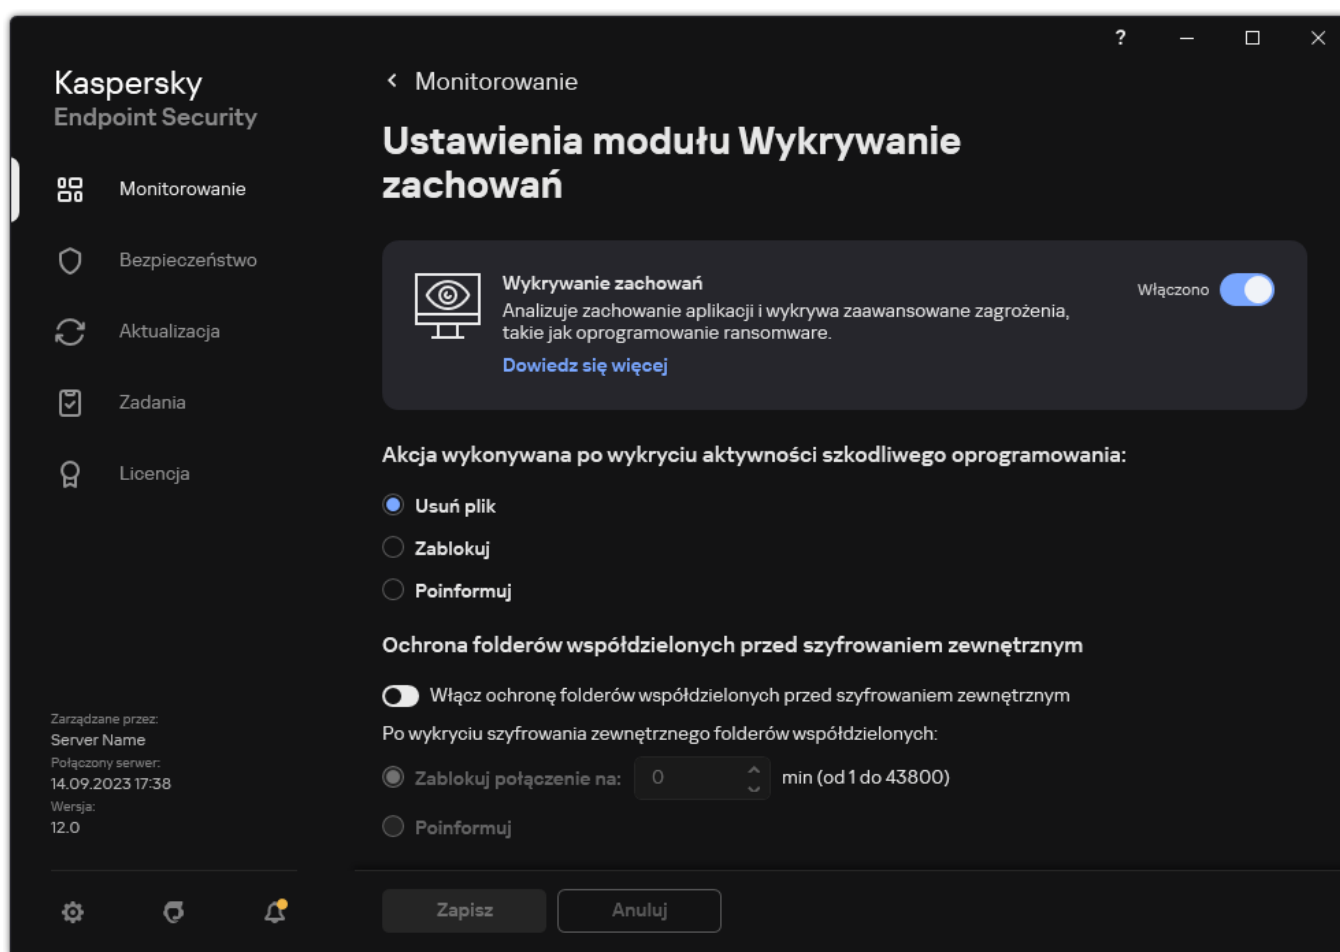 ?
Kaspersky
Endpoint Security
Monitorowanie
Bezpieczeństwo
Aktualizacja
Zadania
Licencja
Zarządzane przez:
Server Name
Połączony serwer:
14.09.2023 17:38
Wersja:
12.0
Monitorowanie
Ustawienia modułu Wykrywanie
zachowań
Wykrywanie zachowań
Analizuje zachowanie aplikacji i wykrywa zaawansowane zagrożenia,
takie jak oprogramowanie ransomware.
Dowiedz się więcej
Włączono
Akcja wykonywana po wykryciu aktywności szkodliwego oprogramowania:
Usuń plik
Zablokuj
Poinformuj
Ochrona folderów współdzielonych przed szyfrowaniem zewnętrznym
Włącz ochronę folderów współdzielonych przed szyfrowaniem zewnętrznym
Po wykryciu szyfrowania zewnętrznego folderów współdzielonych:
Zablokuj połączenie na: 0 min (od 1 do 43800)
Poinformuj
Zapisz Anuluj